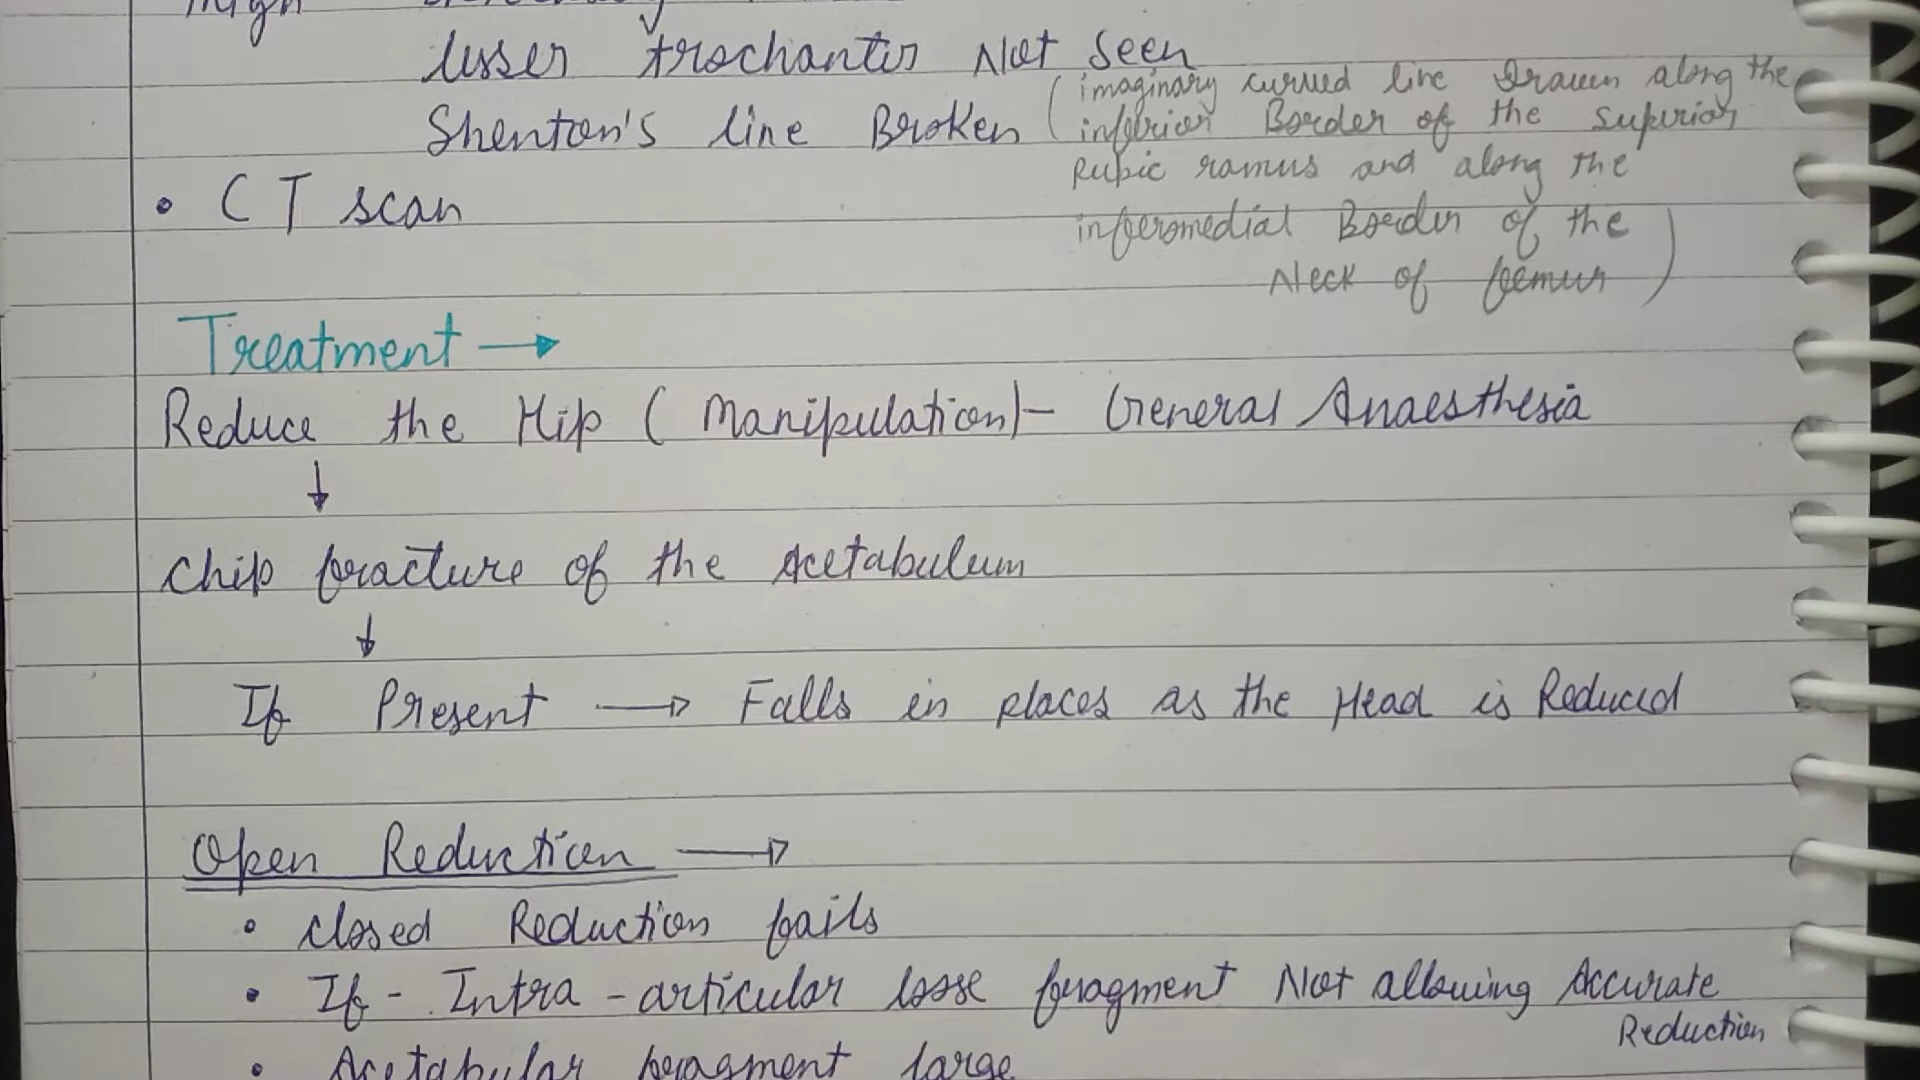 lesser trochanter Not seen
Shenton's line Broken (imaginary curved line Drawn along the
inferior Border of the superior
Pubic ramus and along the
inferomedial Border of the
Neck of femur)
• CT scan
Treatment →
Reduce the Hip (Manipulation) - General Anaesthesia
↓
Chip fracture of the Acetabulum
↓
If Present → Falls in places as the Head is Reduced
Open Reduction →
• Closed Reduction fails
• If - Intra-articular loose fragment Not allowing Accurate
Reduction
• Acetabular fragment large